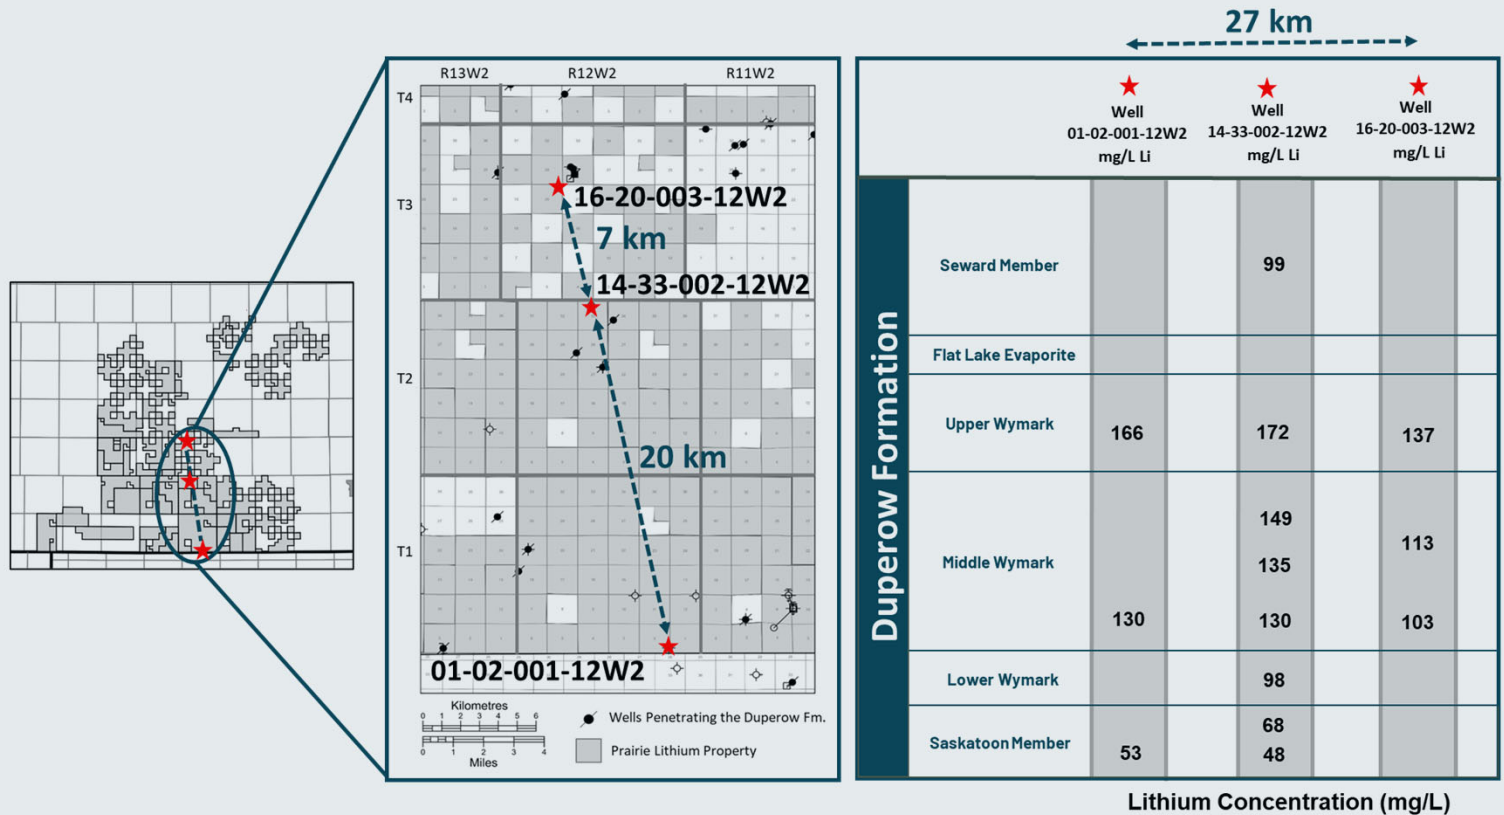 27 km
R13W2
R12W2
R11W2
T4
T3
T2
T1
16-20-003-12W2
7 km
14-33-002-12W2
20 km
01-02-001-12W2
Kilometres
0 1 2 3 4 5 6
0 1 2 3 4
Miles
Wells Penetrating the Duperow Fm.
Prairie Lithium Property
Well
01-02-001-12W2
mg/L Li
Well
14-33-002-12W2
mg/L Li
Well
16-20-003-12W2
mg/L Li
Duperow Formation
Seward Member
99
Flat Lake Evaporite
Upper Wymark
166
172
137
Middle Wymark
149
113
135
130
130
103
Lower Wymark
98
Saskatoon Member
68
53
48
Lithium Concentration (mg/L)